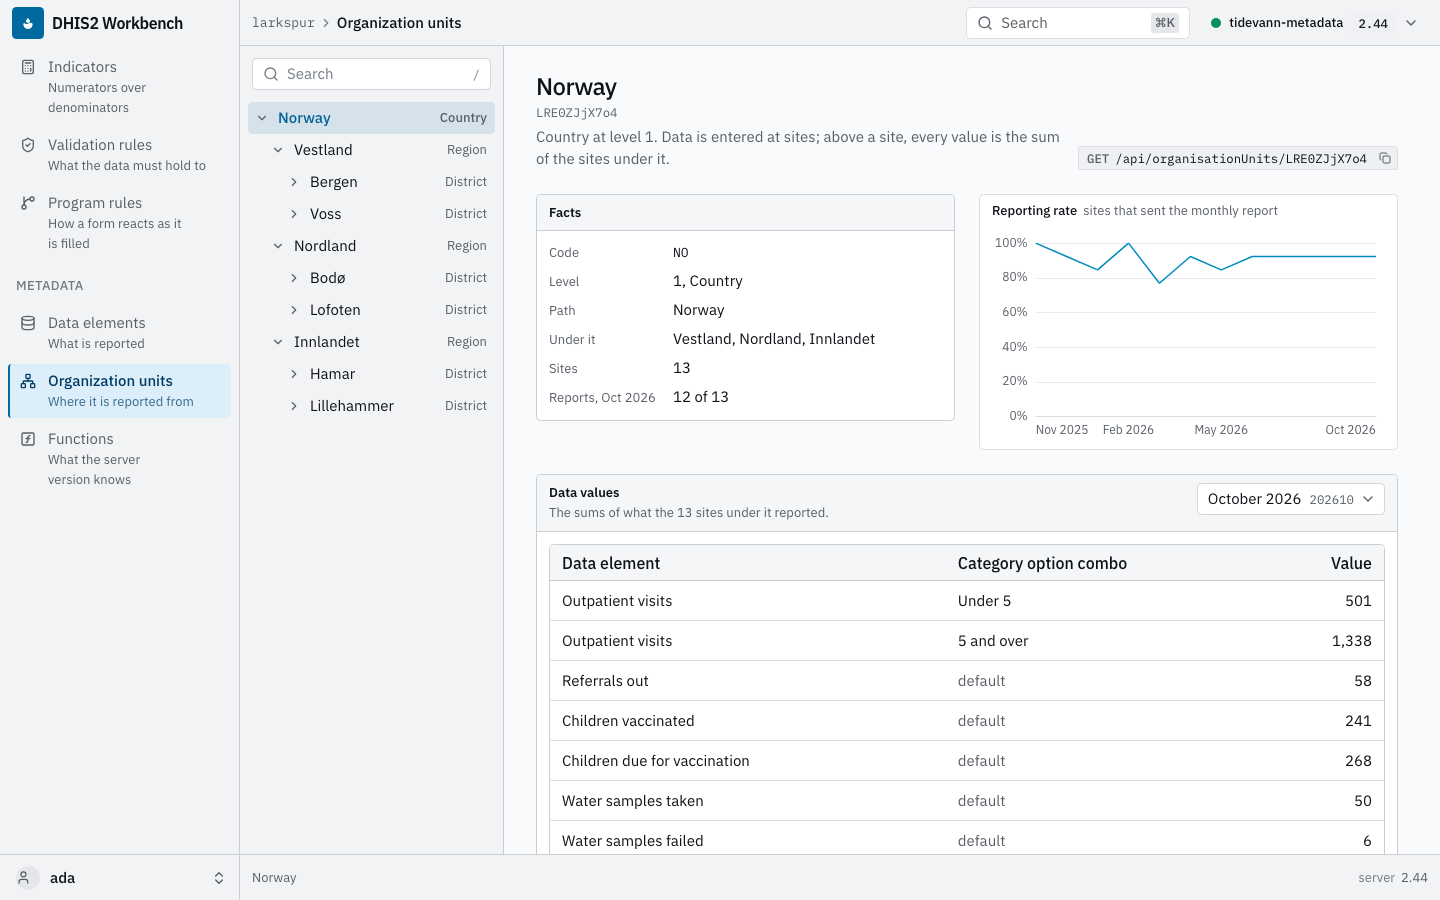 DHIS2 Workbench
larkspur > Organization units
Search ⌘K
tidevann-metadata 2.44
Indicators
Numerators over
denominators
Validation rules
What the data must hold to
Program rules
How a form reacts as it
is filled
METADATA
Data elements
What is reported
Organization units
Where it is reported from
Functions
What the server
version knows
ada
Search /
Norway Country
Vestland Region
Bergen District
Voss District
Nordland Region
Bodø District
Lofoten District
Innlandet Region
Hamar District
Lillehammer District
Norway
LRE0ZJjX7o4
Country at level 1. Data is entered at sites; above a site, every value is the sum
of the sites under it.
GET /api/organisationUnits/LRE0ZJjX7o4
Facts
Code NO
Level 1, Country
Path Norway
Under it Vestland, Nordland, Innlandet
Sites 13
Reports, Oct 2026 12 of 13
Reporting rate sites that sent the monthly report
100%
80%
60%
40%
20%
0%
Nov 2025 Feb 2026 May 2026 Oct 2026
Data values
The sums of what the 13 sites under it reported.
October 2026 202610
Data element Category option combo Value
Outpatient visits Under 5 501
Outpatient visits 5 and over 1,338
Referrals out default 58
Children vaccinated default 241
Children due for vaccination default 268
Water samples taken default 50
Water samples failed default 6
Norway
server 2.44